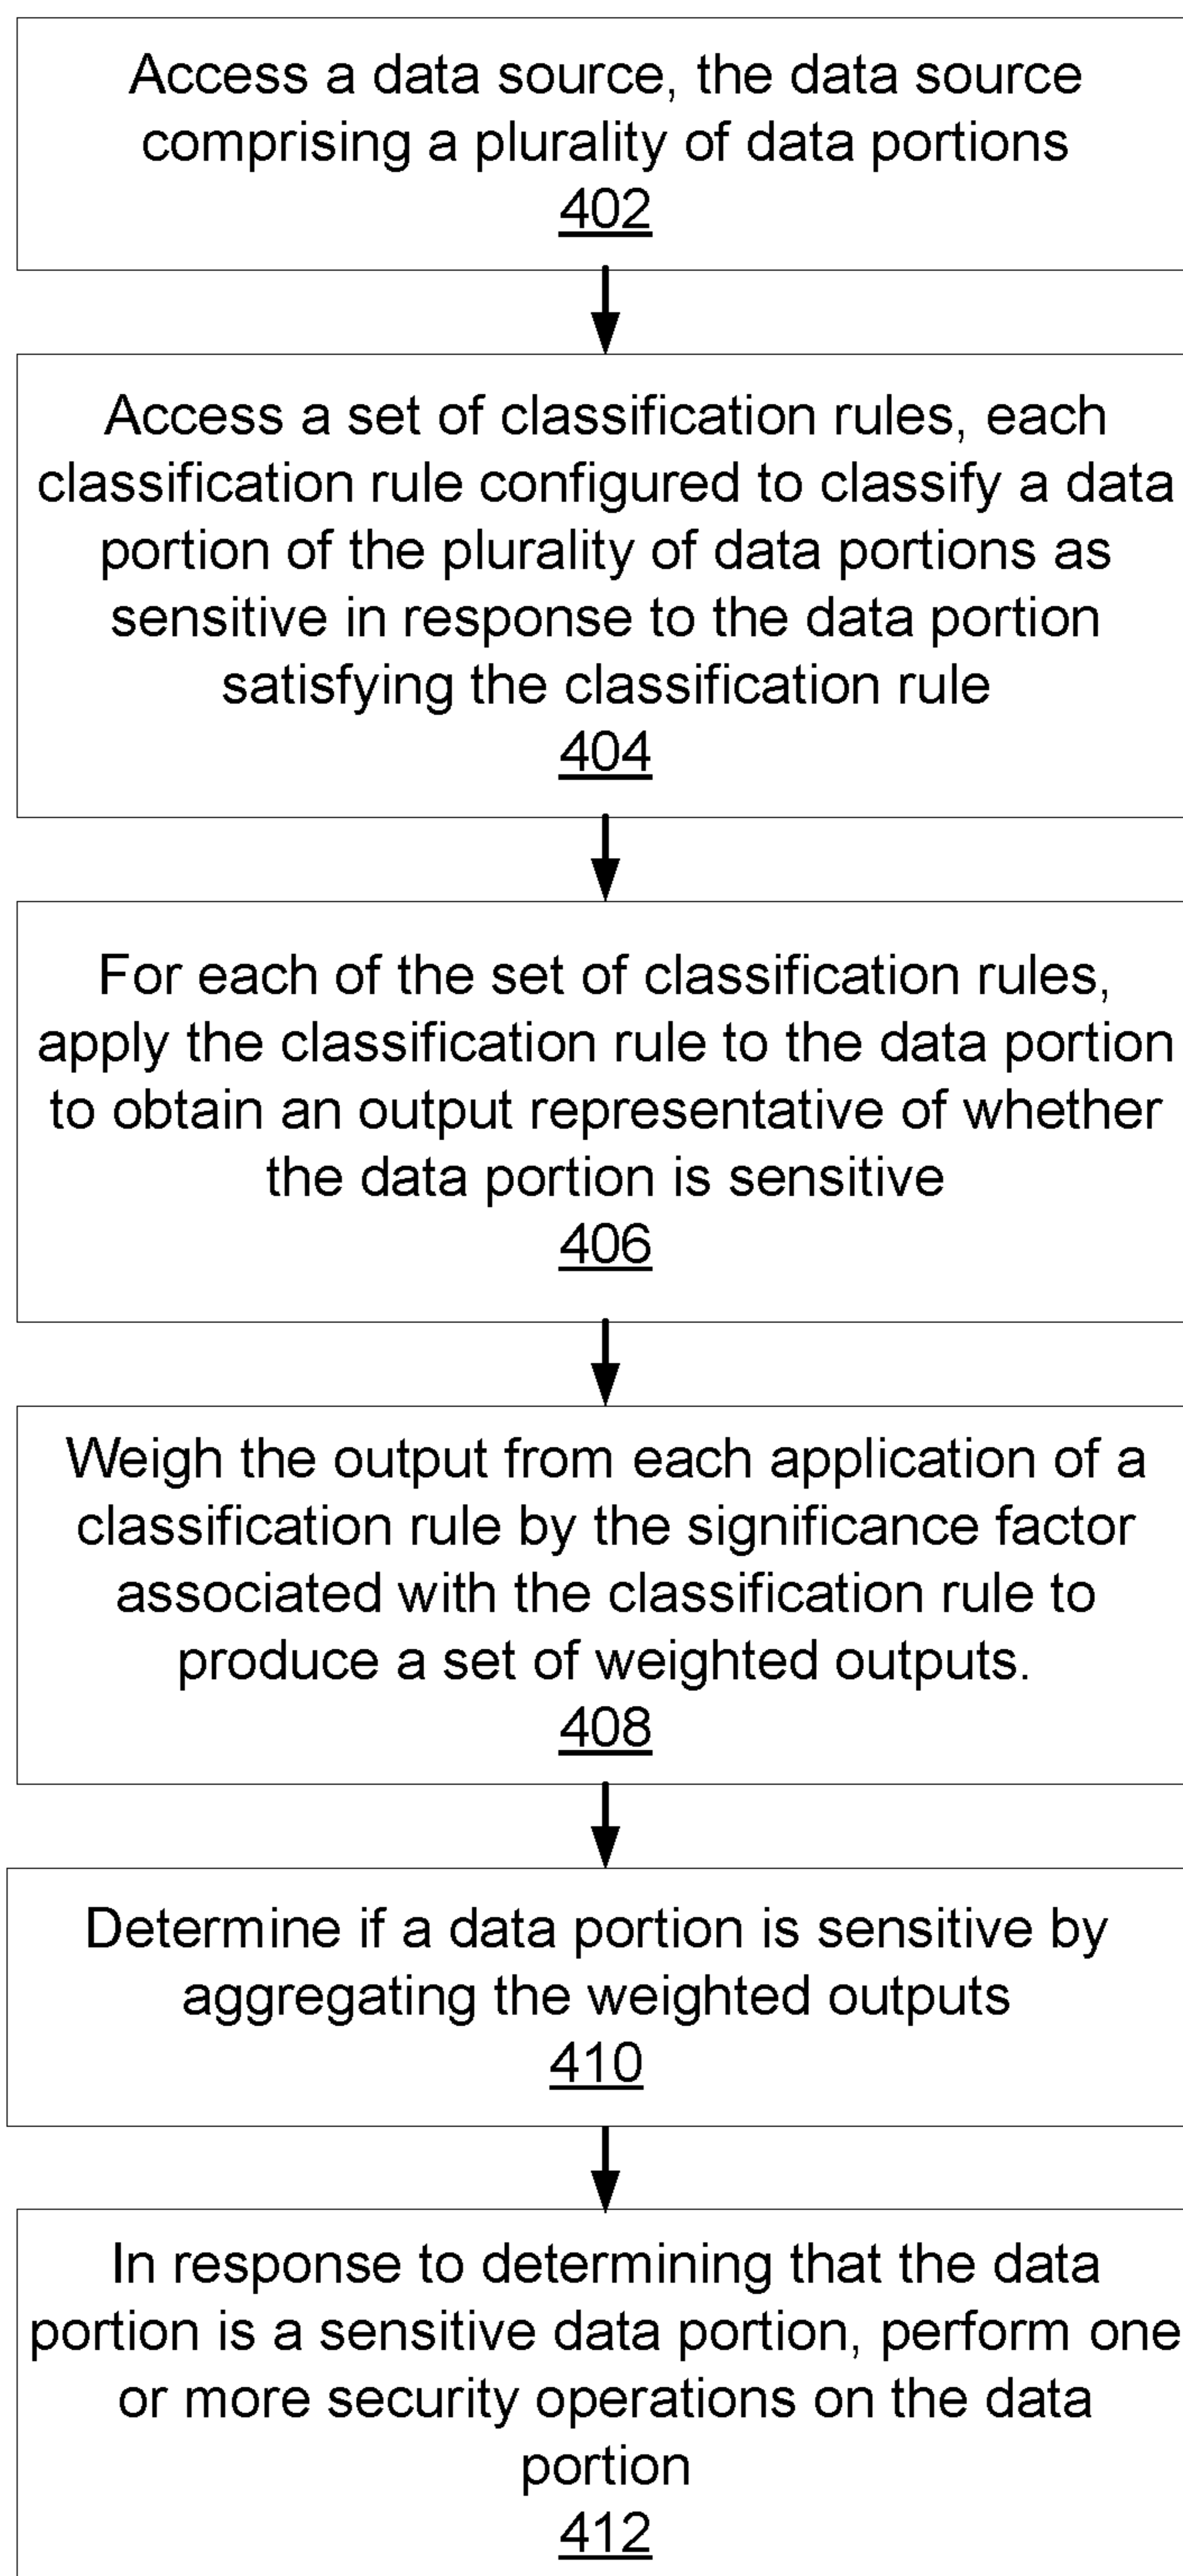 Access a data source, the data source
comprising a plurality of data portions
402
Access a set of classification rules, each
classification rule configured to classify a data
portion of the plurality of data portions as
sensitive in response to the data portion
satisfying the classification rule
404
For each of the set of classification rules,
apply the classification rule to the data portion
to obtain an output representative of whether
the data portion is sensitive
406
Weigh the output from each application of a
classification rule by the significance factor
associated with the classification rule to
produce a set of weighted outputs.
408
Determine if a data portion is sensitive by
aggregating the weighted outputs
410
In response to determining that the data
portion is a sensitive data portion, perform one
or more security operations on the data
portion
412